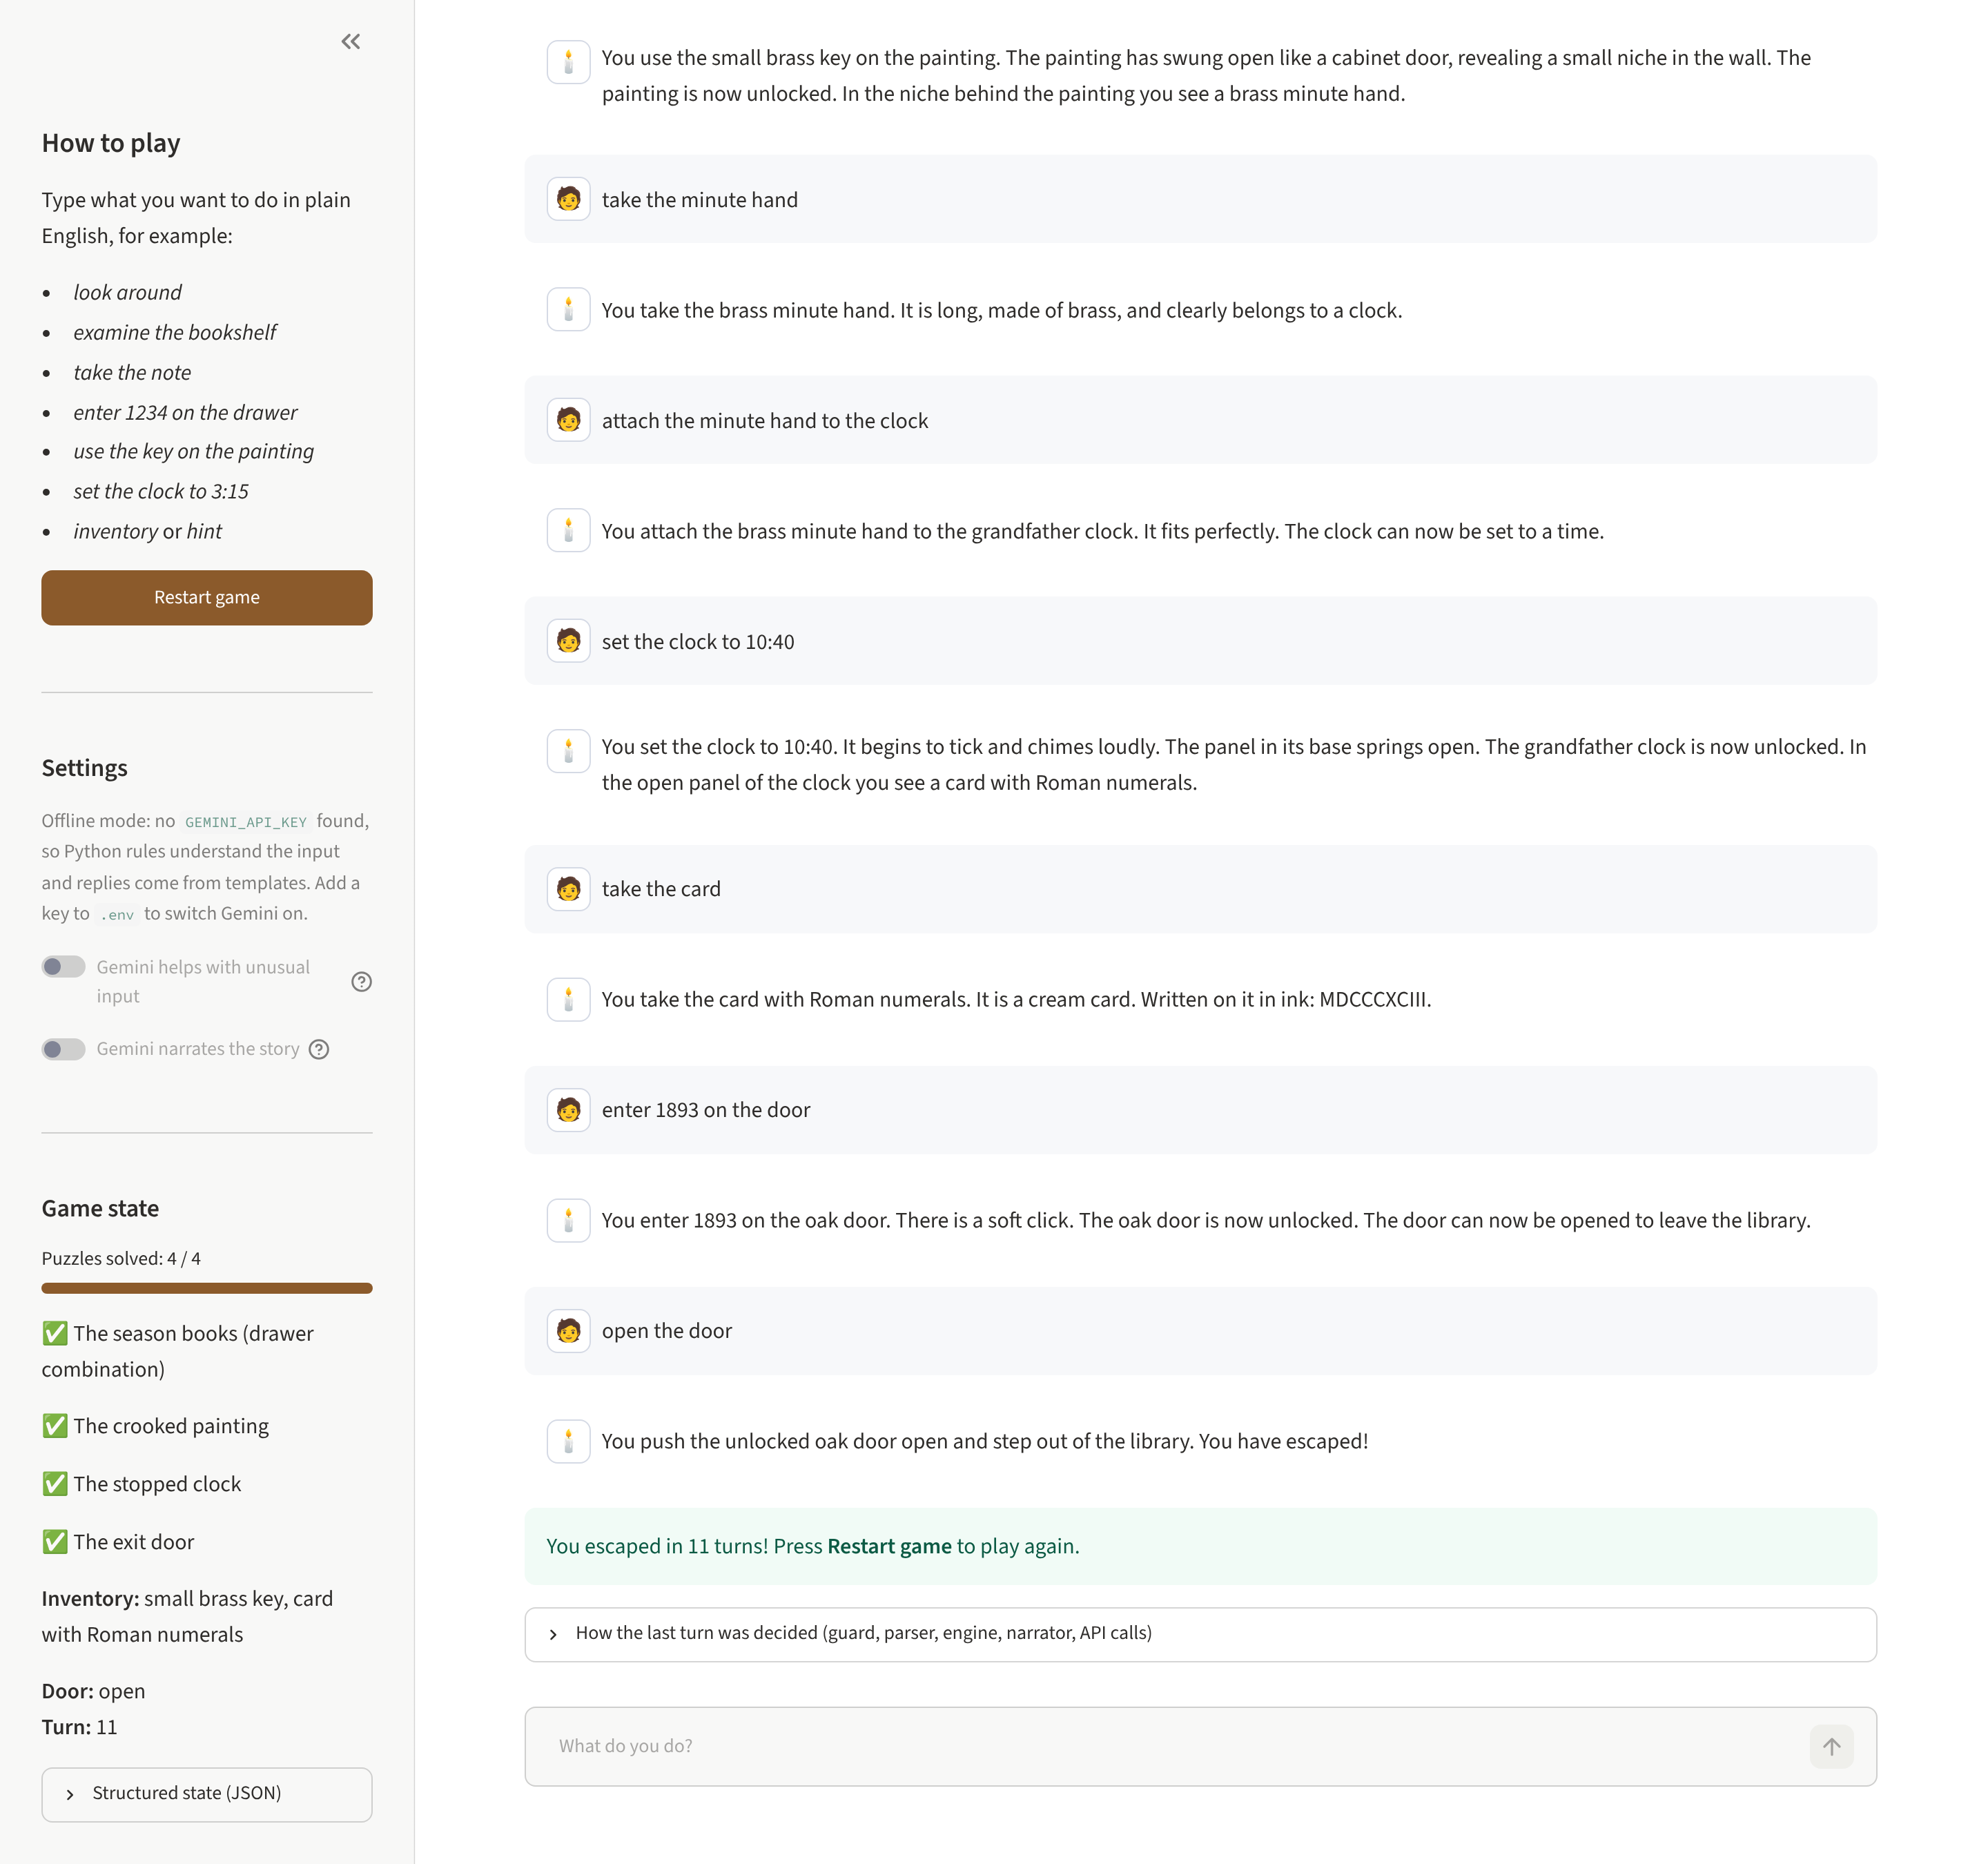 How to play
Type what you want to do in plain
English, for example:
look around
examine the bookshelf
take the note
enter 1234 on the drawer
use the key on the painting
set the clock to 3:15
inventory or hint
Restart game
Settings
Offline mode: no GEMINI_API_KEY found,
so Python rules understand the input
and replies come from templates. Add a
key to .env to switch Gemini on.
Gemini helps with unusual
input
Gemini narrates the story
Game state
Puzzles solved: 4 / 4
✅ The season books (drawer
combination)
✅ The crooked painting
✅ The stopped clock
✅ The exit door
Inventory: small brass key, card
with Roman numerals
Door: open
Turn: 11
Structured state (JSON)
You use the small brass key on the painting. The painting has swung open like a cabinet door, revealing a small niche in the wall. The
painting is now unlocked. In the niche behind the painting you see a brass minute hand.
take the minute hand
You take the brass minute hand. It is long, made of brass, and clearly belongs to a clock.
attach the minute hand to the clock
You attach the brass minute hand to the grandfather clock. It fits perfectly. The clock can now be set to a time.
set the clock to 10:40
You set the clock to 10:40. It begins to tick and chimes loudly. The panel in its base springs open. The grandfather clock is now unlocked. In
the open panel of the clock you see a card with Roman numerals.
take the card
You take the card with Roman numerals. It is a cream card. Written on it in ink: MDCCCXCIII.
enter 1893 on the door
You enter 1893 on the oak door. There is a soft click. The oak door is now unlocked. The door can now be opened to leave the library.
open the door
You push the unlocked oak door open and step out of the library. You have escaped!
You escaped in 11 turns! Press Restart game to play again.
How the last turn was decided (guard, parser, engine, narrator, API calls)
What do you do?